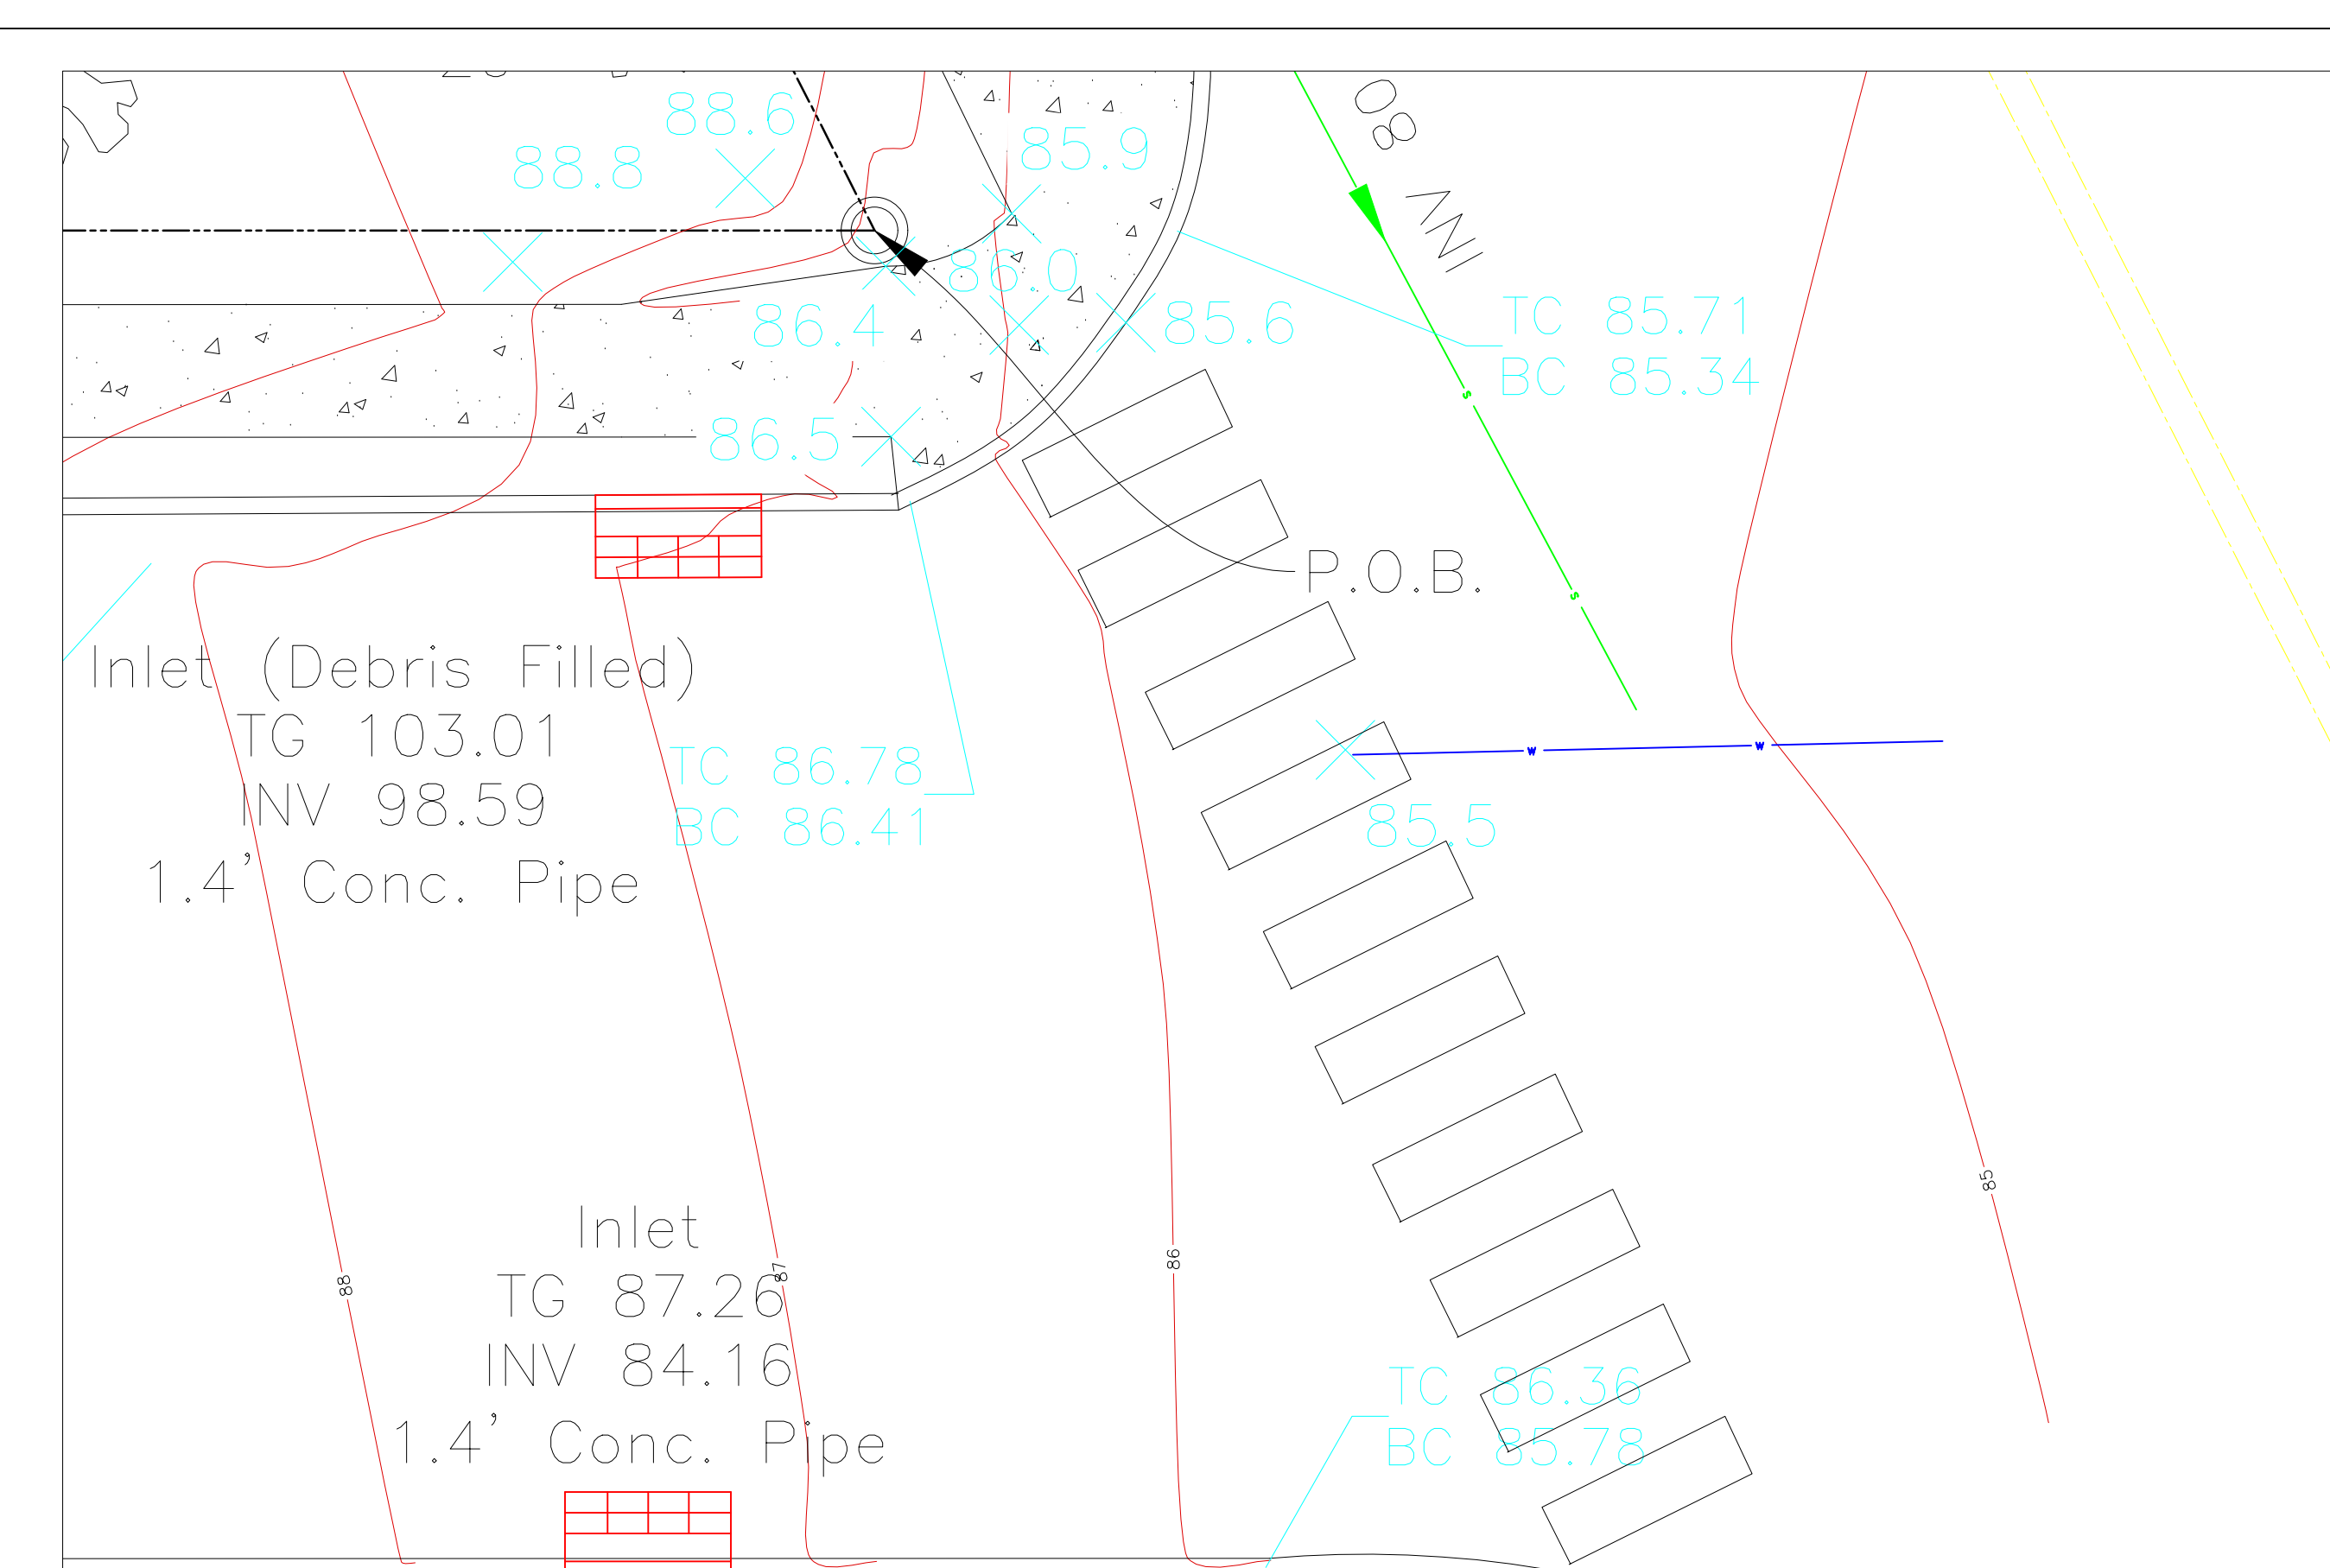 88.6
88.8
85.9
80
INV
86.0
86.4
85.6
TC 85.71
BC 85.34
S
86.5
P.O.B.
S
Inlet (Debris Filled)
TG 103.01
INV 98.59
1.4' Conc. Pipe
TC 86.78
BC 86.41
W
W
85.5
85
Inlet
TG 87.26
INV 84.16
1.4' Conc. Pipe
88
87
86
TC 86.36
BC 85.78